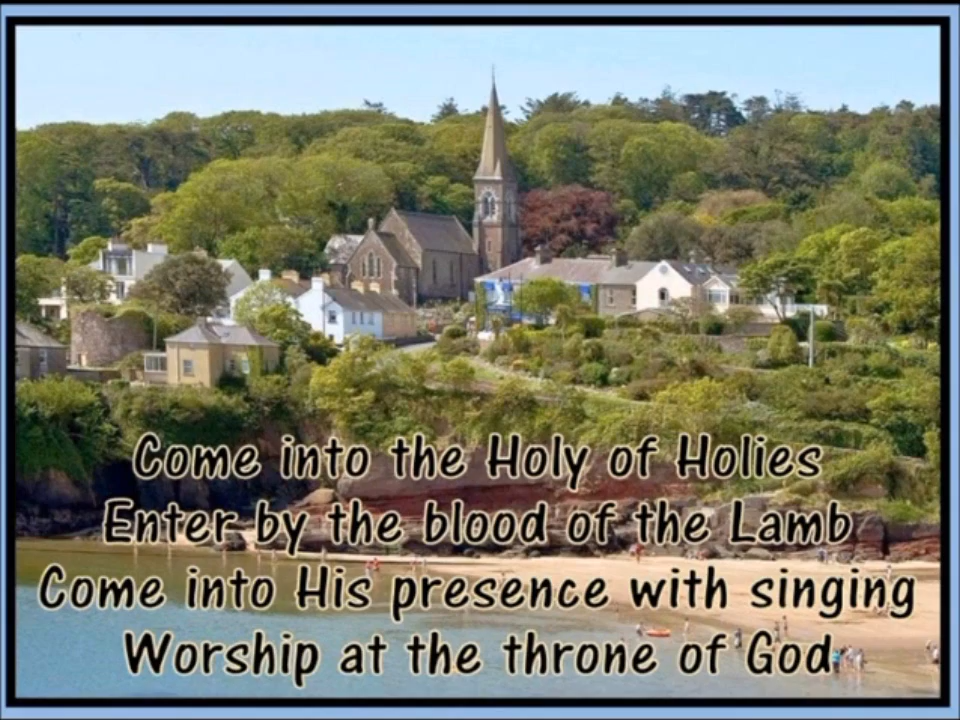 Come into the Holy of Holies
Enter by the blood of the Lamb
Come into His presence with singing
Worship at the throne of God